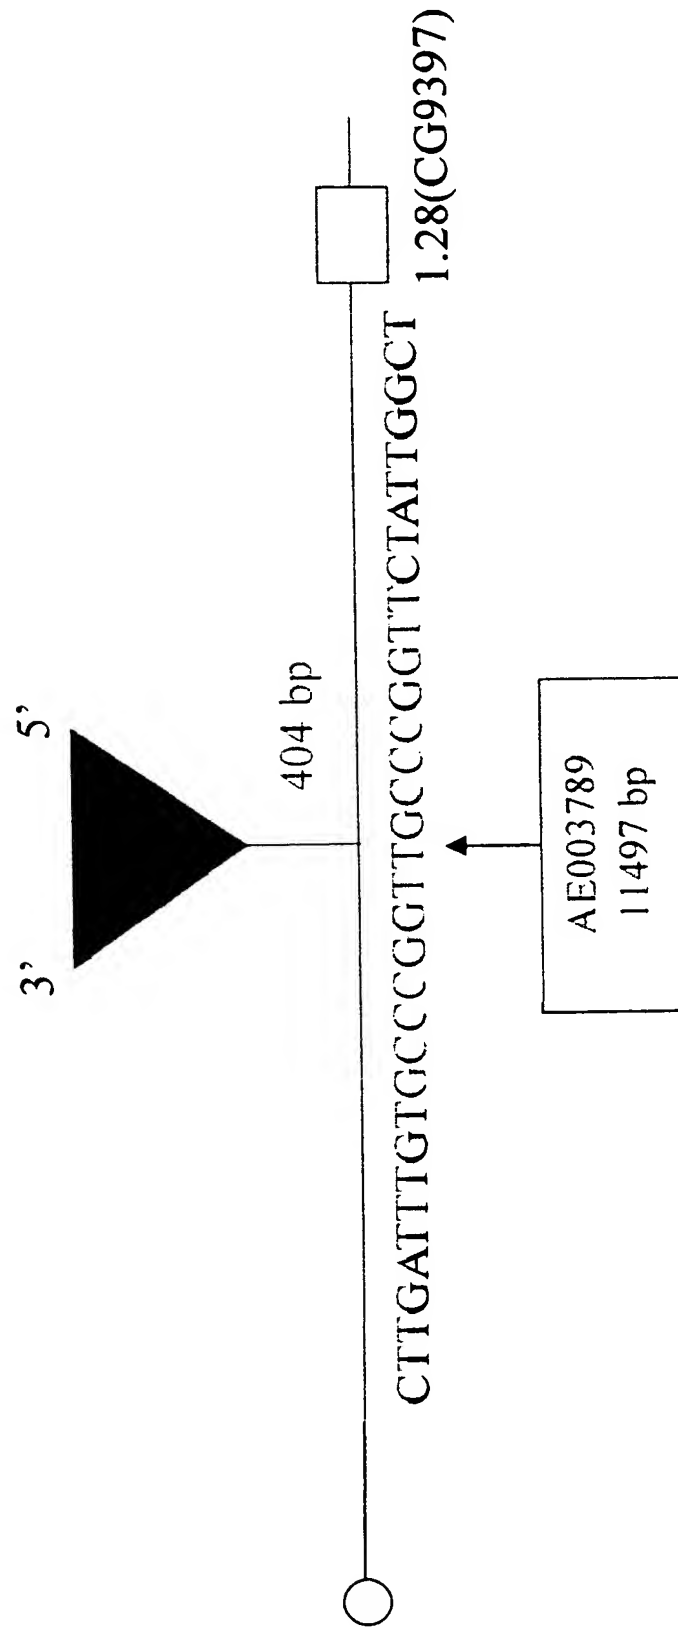 3'
5'
404 bp
CTTGATTTGTGCCCGGTTGCCCGGTTCTATTGGCT
1.28(CG9397)
AE003789
11497 bp